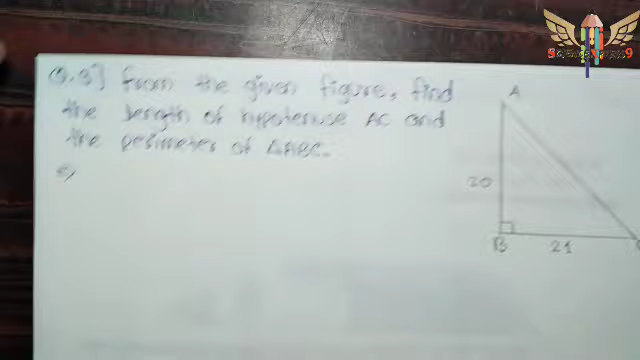 Q.3] From the given figure, find
the length of hypotenuse AC and
the perimeter of ΔABC.
A
20
B
21
C